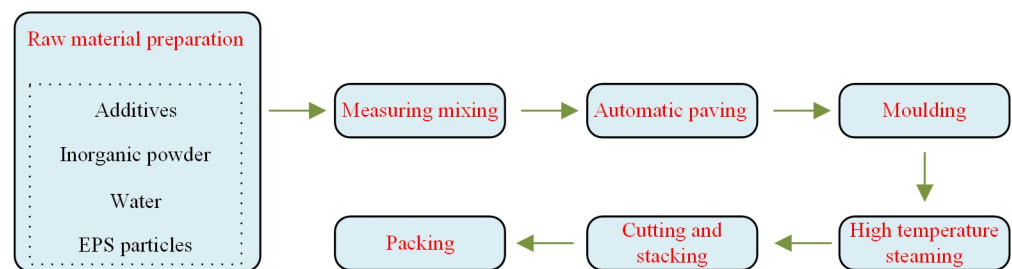 Raw material preparation
Additives
Inorganic powder
Water
EPS particles
Measuring mixing
Automatic paving
Moulding
High temperature
steaming
Cutting and
stacking
Packing